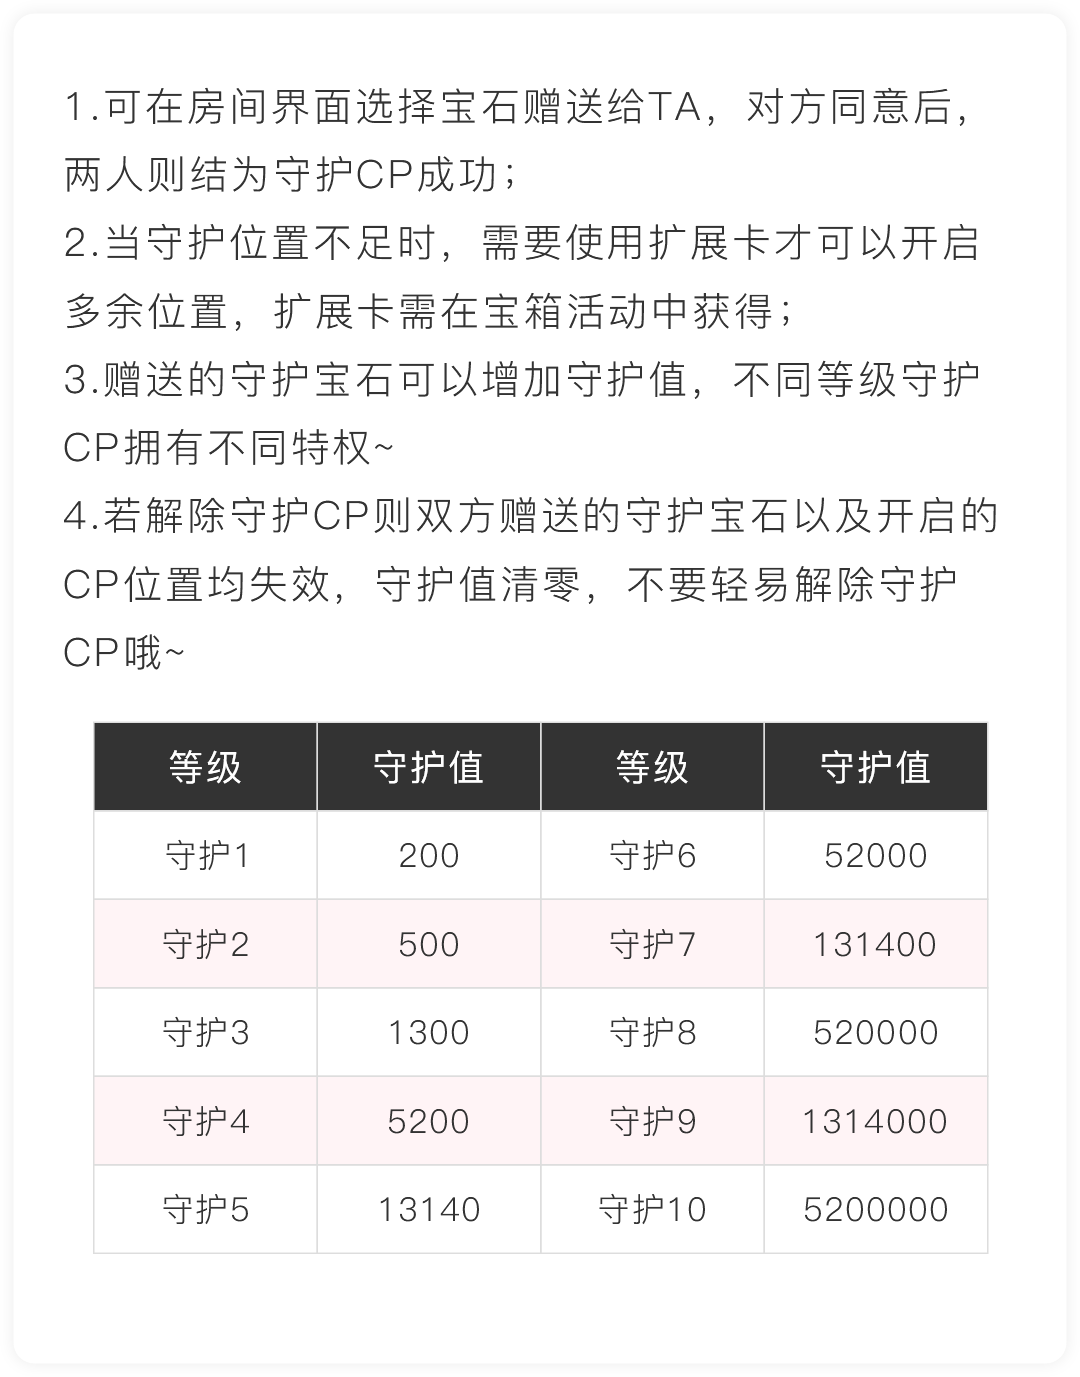 1.可在房间界面选择宝石赠送给TA，对方同意后，
两人则结为守护CP成功；
2.当守护位置不足时，需要使用扩展卡才可以开启
多余位置，扩展卡需在宝箱活动中获得；
3.赠送的守护宝石可以增加守护值，不同等级守护
CP拥有不同特权~
4.若解除守护CP则双方赠送的守护宝石以及开启的
CP位置均失效，守护值清零，不要轻易解除守护
CP哦~
等级 守护值 等级 守护值
守护1 200 守护6 52000
守护2 500 守护7 131400
守护3 1300 守护8 520000
守护4 5200 守护9 1314000
守护5 13140 守护10 5200000